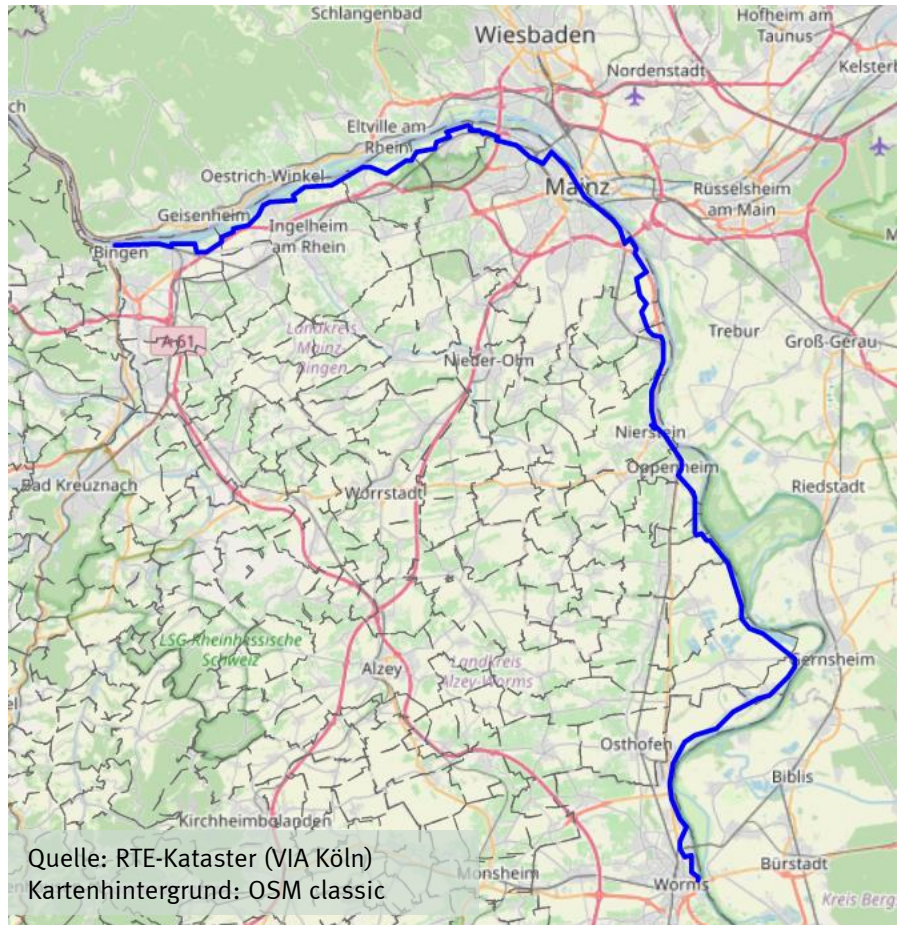 Schlangenbad
Hofheim am
Taunus
Wiesbaden
Nordenstadt
Kelsterb
ch
Eltville am
Rhein
Oestrich-Winkel
Mainz
Rüsselsheim
am Main
Geisenheim
Ingelheim
am Rhein
M
Bingen
Landkreis
Mainz-
Bingen
A 61
Trebur
Groß-Gerau
Nieder-Olm
Nierstein
Oppenheim
Bad Kreuznach
Riedstadt
Wörrstadt
LSG Rheinhessische
Schweiz
Alzey
Landkreis
Alzey-Worms
Gernsheim
el
Osthofen
Biblis
Kirchheimbolanden
Quelle: RTE-Kataster (VIA Köln)
Kartenhintergrund: OSM classic
Monsheim
Worms
Bürstadt
Kreis Berg